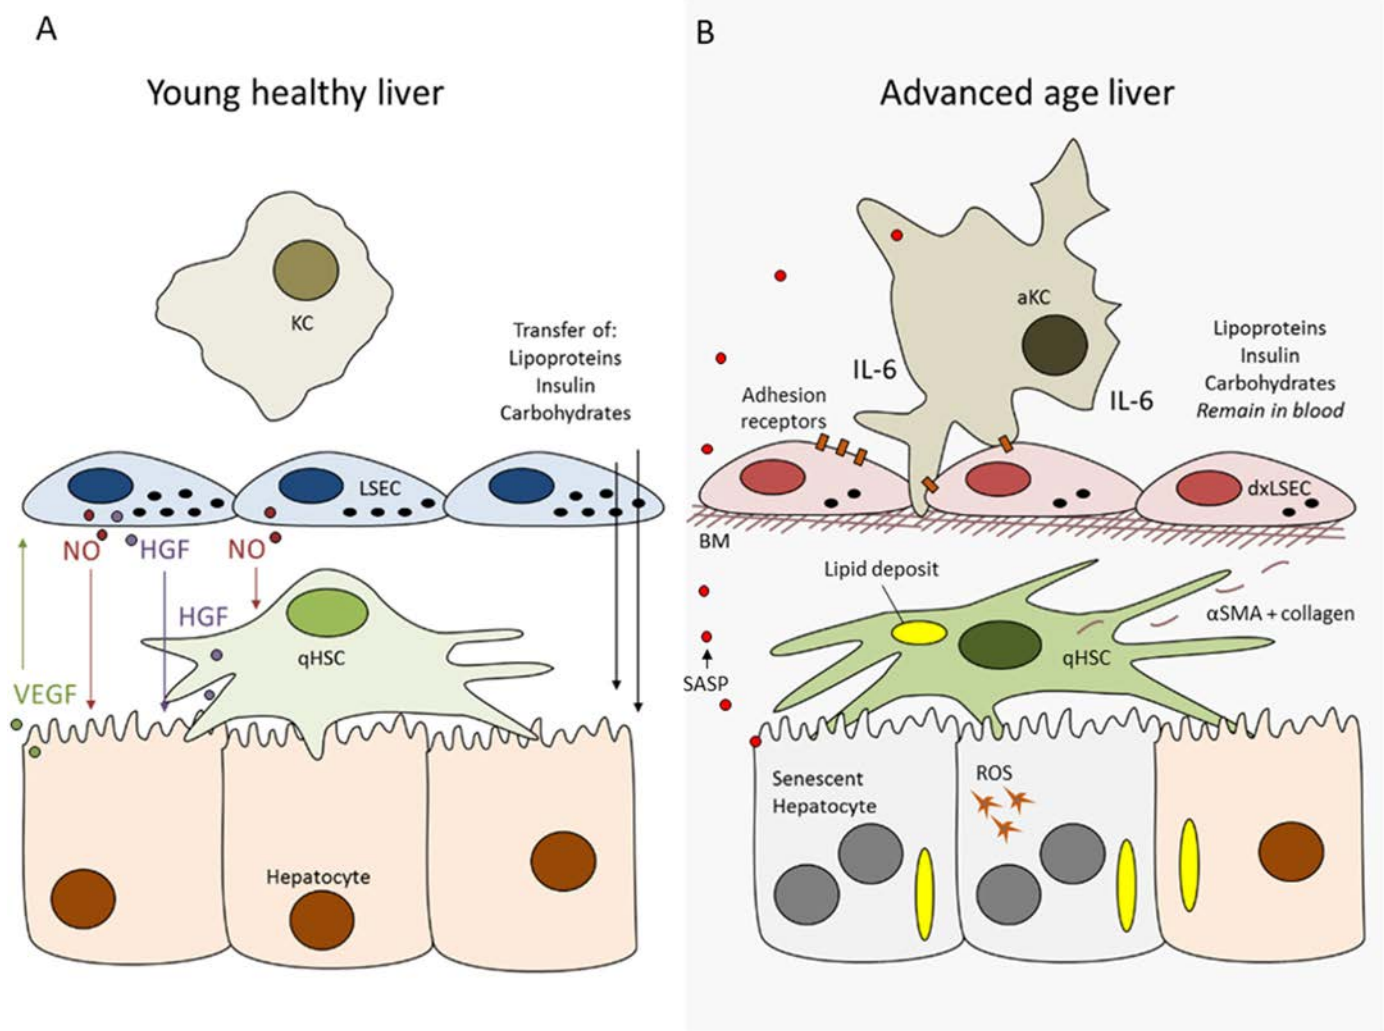 A
Young healthy liver
KC
Transfer of:
Lipoproteins
Insulin
Carbohydrates
LSEC
NO
HGF
NO
HGF
qHSC
VEGF
Hepatocyte
B
Advanced age liver
aKC
IL-6
IL-6
Adhesion
receptors
Lipoproteins
Insulin
Carbohydrates
Remain in blood
dxLSEC
BM
Lipid deposit
αSMA + collagen
qHSC
SASP
Senescent
Hepatocyte
ROS